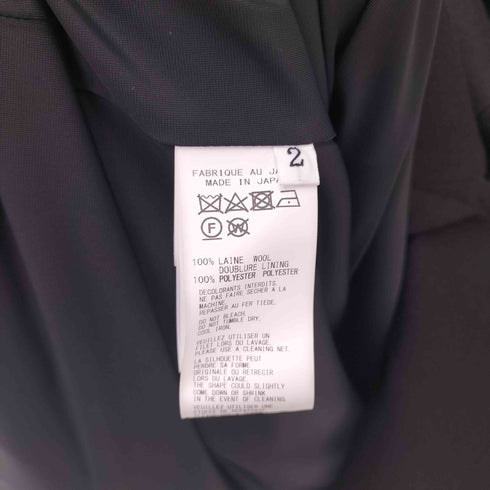 2
FABRIQUE AU
MADE IN JAPA
F W
100% LAINE WOOL
DOUBLURE LINING
100% POLYESTER POLYESTER
DECOLORANTS INTERDITS.
NE PAS FAIRE SECHER A LA
MACHINE.
REPASSER AU FER TIEDE.
DO NOT BLEACH.
DO NOT TUMBLE DRY.
COOL IRON.
VEUILLEZ UTILISER UN
FILET LORS DU LAVAGE.
PLEASE USE A CLEANING NET.
LA SILHOUETTE PEUT
PERDRE SA FORME
ORIGINALE OU RETRECIR
LORS DU LAVAGE.
THE SHAPE COULD SLIGHTLY
COME DOWN OR SHRINK
IN THE EVENT OF CLEANING.
VEUILLEZ UTILISER UNE